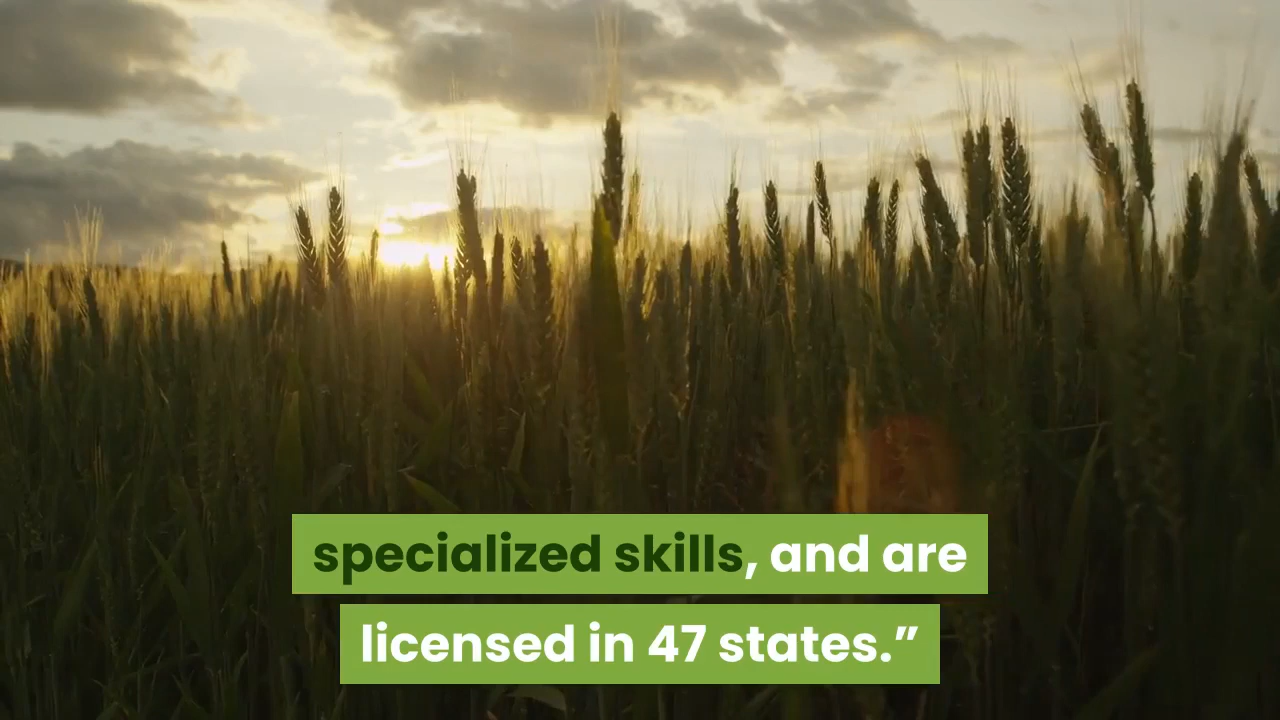 specialized skills, and are
licensed in 47 states.”